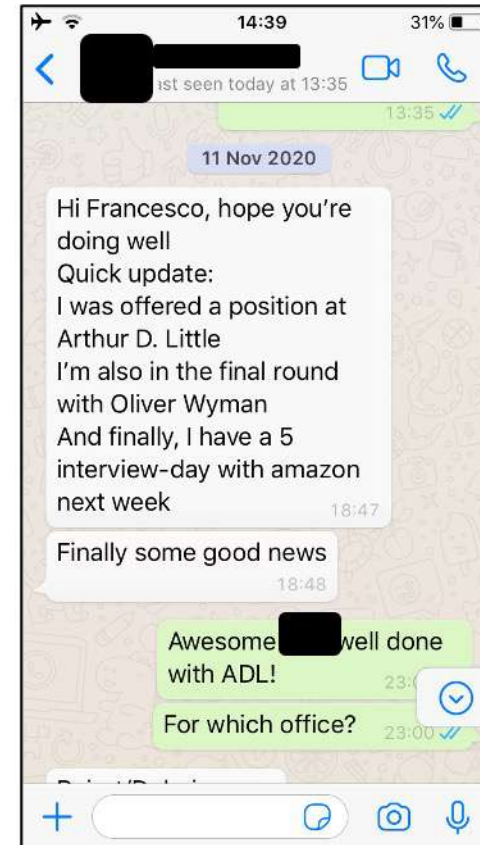 14:39
31%
ast seen today at 13:35
13:35
11 Nov 2020
Hi Francesco, hope you're
doing well
Quick update:
I was offered a position at
Arthur D. Little
I'm also in the final round
with Oliver Wyman
And finally, I have a 5
interview-day with amazon
next week
18:47
Finally some good news
18:48
Awesome well done
with ADL!
For which office?
23:00